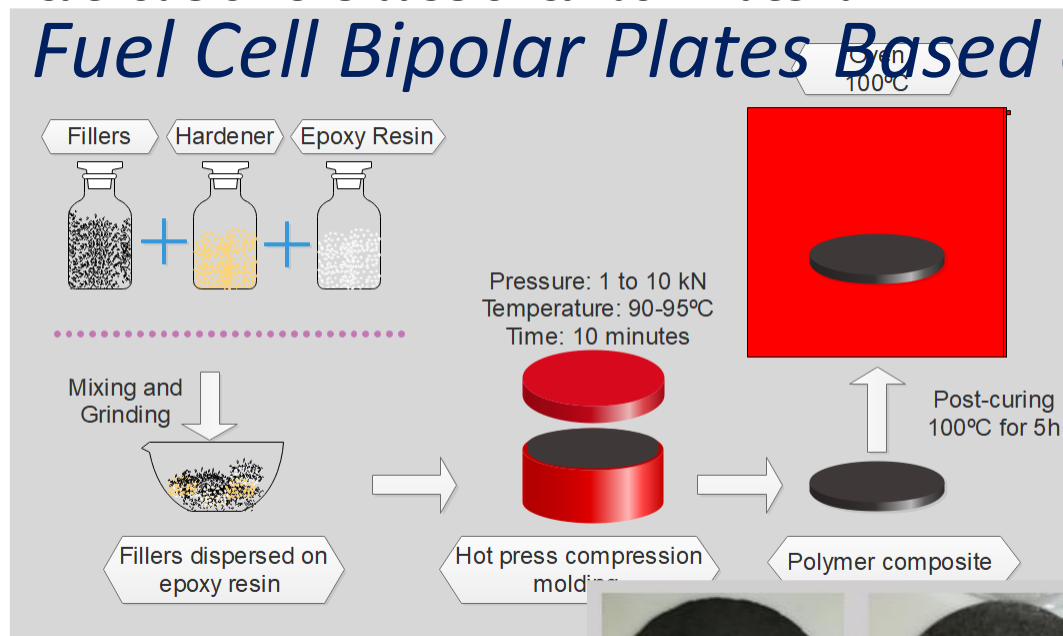 Fuel Cell Bipolar Plates Based
Oven
100ºC
Fillers
Hardener
Epoxy Resin
Pressure: 1 to 10 kN
Temperature: 90-95ºC
Time: 10 minutes
Mixing and
Grinding
Post-curing
100ºC for 5h
Fillers dispersed on
epoxy resin
Hot press compression
molding
Polymer composite